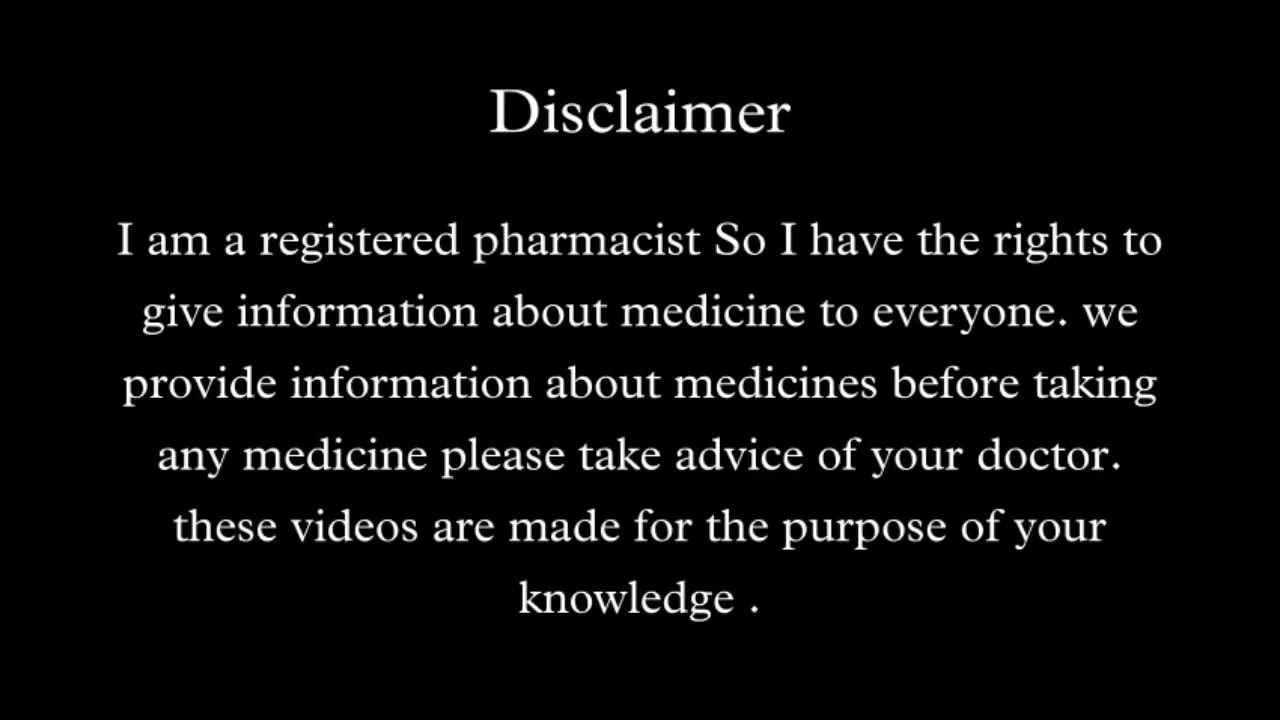 Disclaimer
I am a registered pharmacist So I have the rights to
give information about medicine to everyone. we
provide information about medicines before taking
any medicine please take advice of your doctor.
these videos are made for the purpose of your
knowledge .